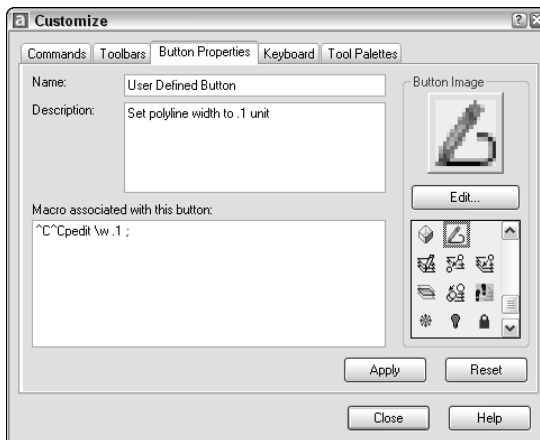 Customize
Commands Toolbars Button Properties Keyboard Tool Palettes
Name: User Defined Button
Button Image
Description: Set polyline width to .1 unit
Edit...
Macro associated with this button:
^C^Cpedit \w .1 ;
Apply Reset
Close Help